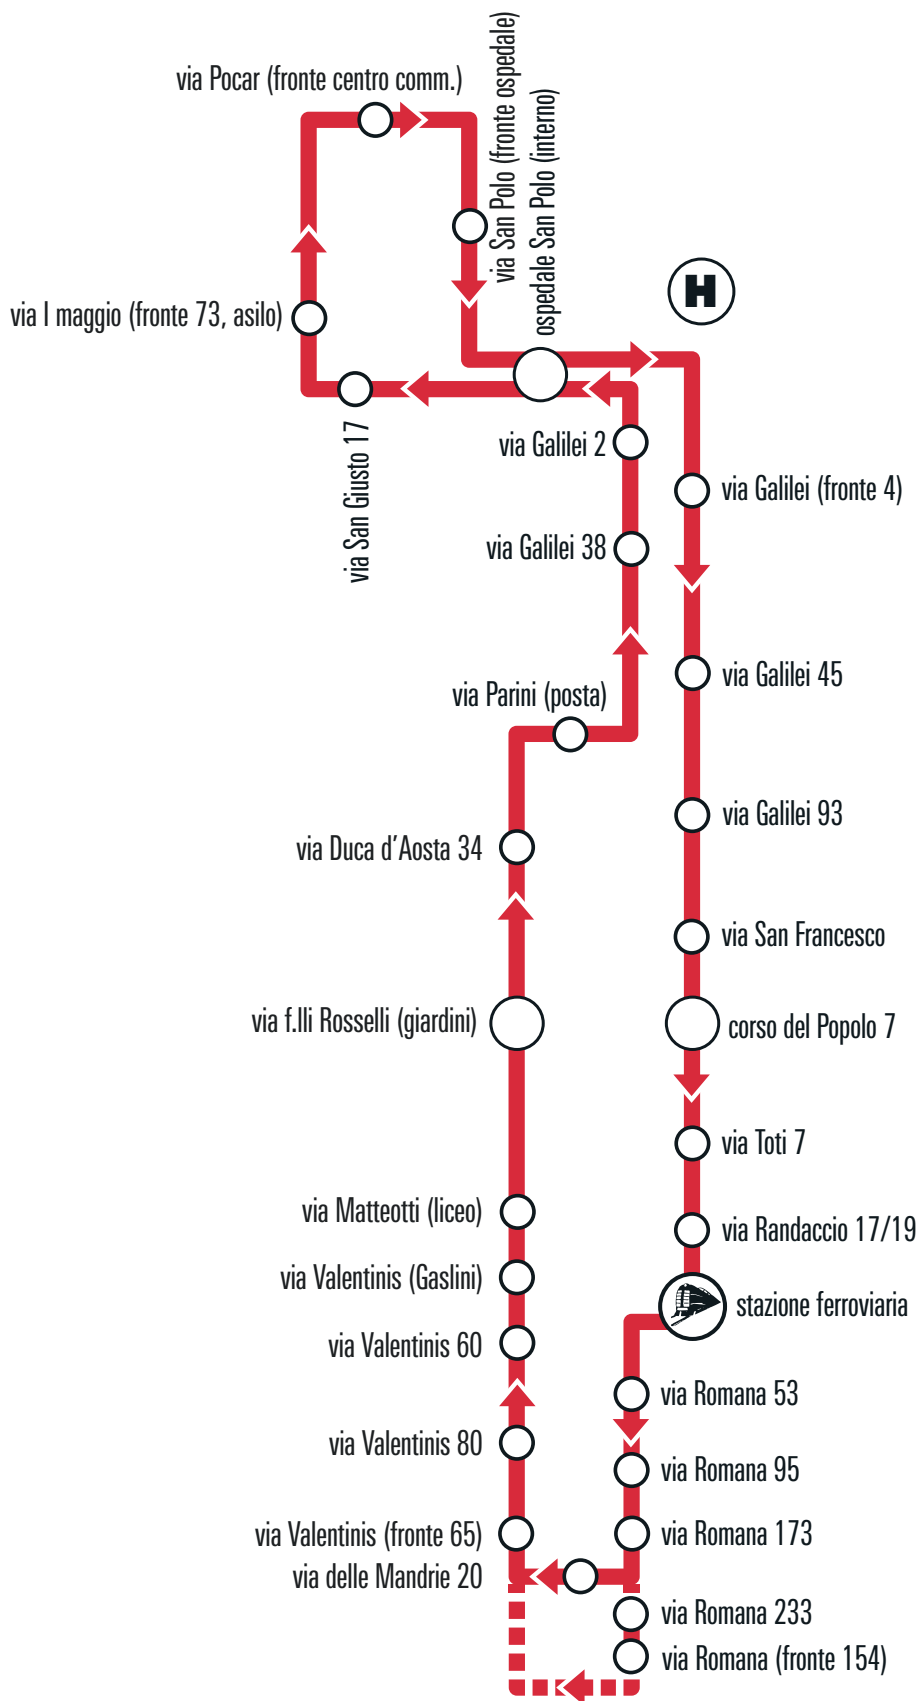 via Pocar (fronte centro comm.)
via San Polo (fronte ospedale)
ospedale San Polo (interno)
H
via I maggio (fronte 73, asilo)
via San Giusto 17
via Galilei 2
via Galilei (fronte 4)
via Galilei 38
via Galilei 45
via Parini (posta)
via Galilei 93
via Duca d'Aosta 34
via San Francesco
via f.lli Rosselli (giardini)
corso del Popolo 7
via Toti 7
via Matteotti (liceo)
via Randaccio 17/19
via Valentinis (Gaslini)
stazione ferroviaria
via Valentinis 60
via Romana 53
via Valentinis 80
via Romana 95
via Valentinis (fronte 65)
via Romana 173
via delle Mandrie 20
via Romana 233
via Romana (fronte 154)